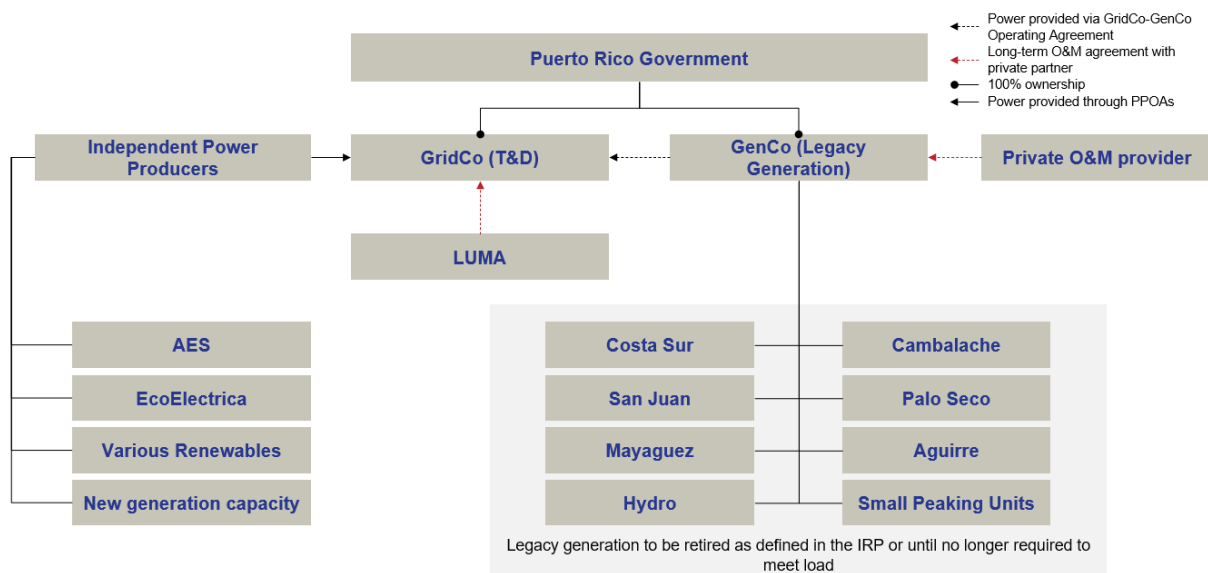 Power provided via GridCo-GenCo
Operating Agreement
Long-term O&M agreement with
private partner
100% ownership
Power provided through PPOAs
Puerto Rico Government
Independent Power
Producers
GridCo (T&D)
GenCo (Legacy
Generation)
Private O&M provider
LUMA
AES
EcoElectrica
Various Renewables
New generation capacity
Costa Sur
Cambalache
San Juan
Palo Seco
Mayaguez
Aguirre
Hydro
Small Peaking Units
Legacy generation to be retired as defined in the IRP or until no longer required to
meet load